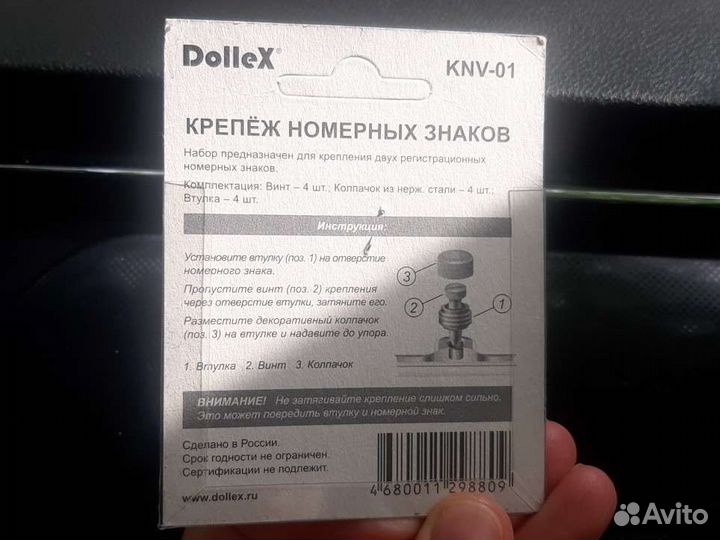 DolleX®
KNV-01
КРЕПЁЖ НОМЕРНЫХ ЗНАКОВ
Набор предназначен для крепления двух регистрационных
номерных знаков.
Комплектация: Винт – 4 шт.; Колпачок из нерж. стали – 4 шт.;
Втулка – 4 шт.
Инструкция:
Установите втулку (поз. 1) на отверстие
номерного знака.
Пропустите винт (поз. 2) крепления
через отверстие втулки, затяните его.
Разместите декоративный колпачок
(поз. 3) на втулке и надавите до упора.
3
2
1
1. Втулка 2. Винт 3. Колпачок
ВНИМАНИЕ! Не затягивайте крепление слишком сильно.
Это может повредить втулку и номерной знак.
Сделано в России.
Срок годности не ограничен.
Сертификации не подлежит.
www.dollex.ru
4 680011 298809
Avito